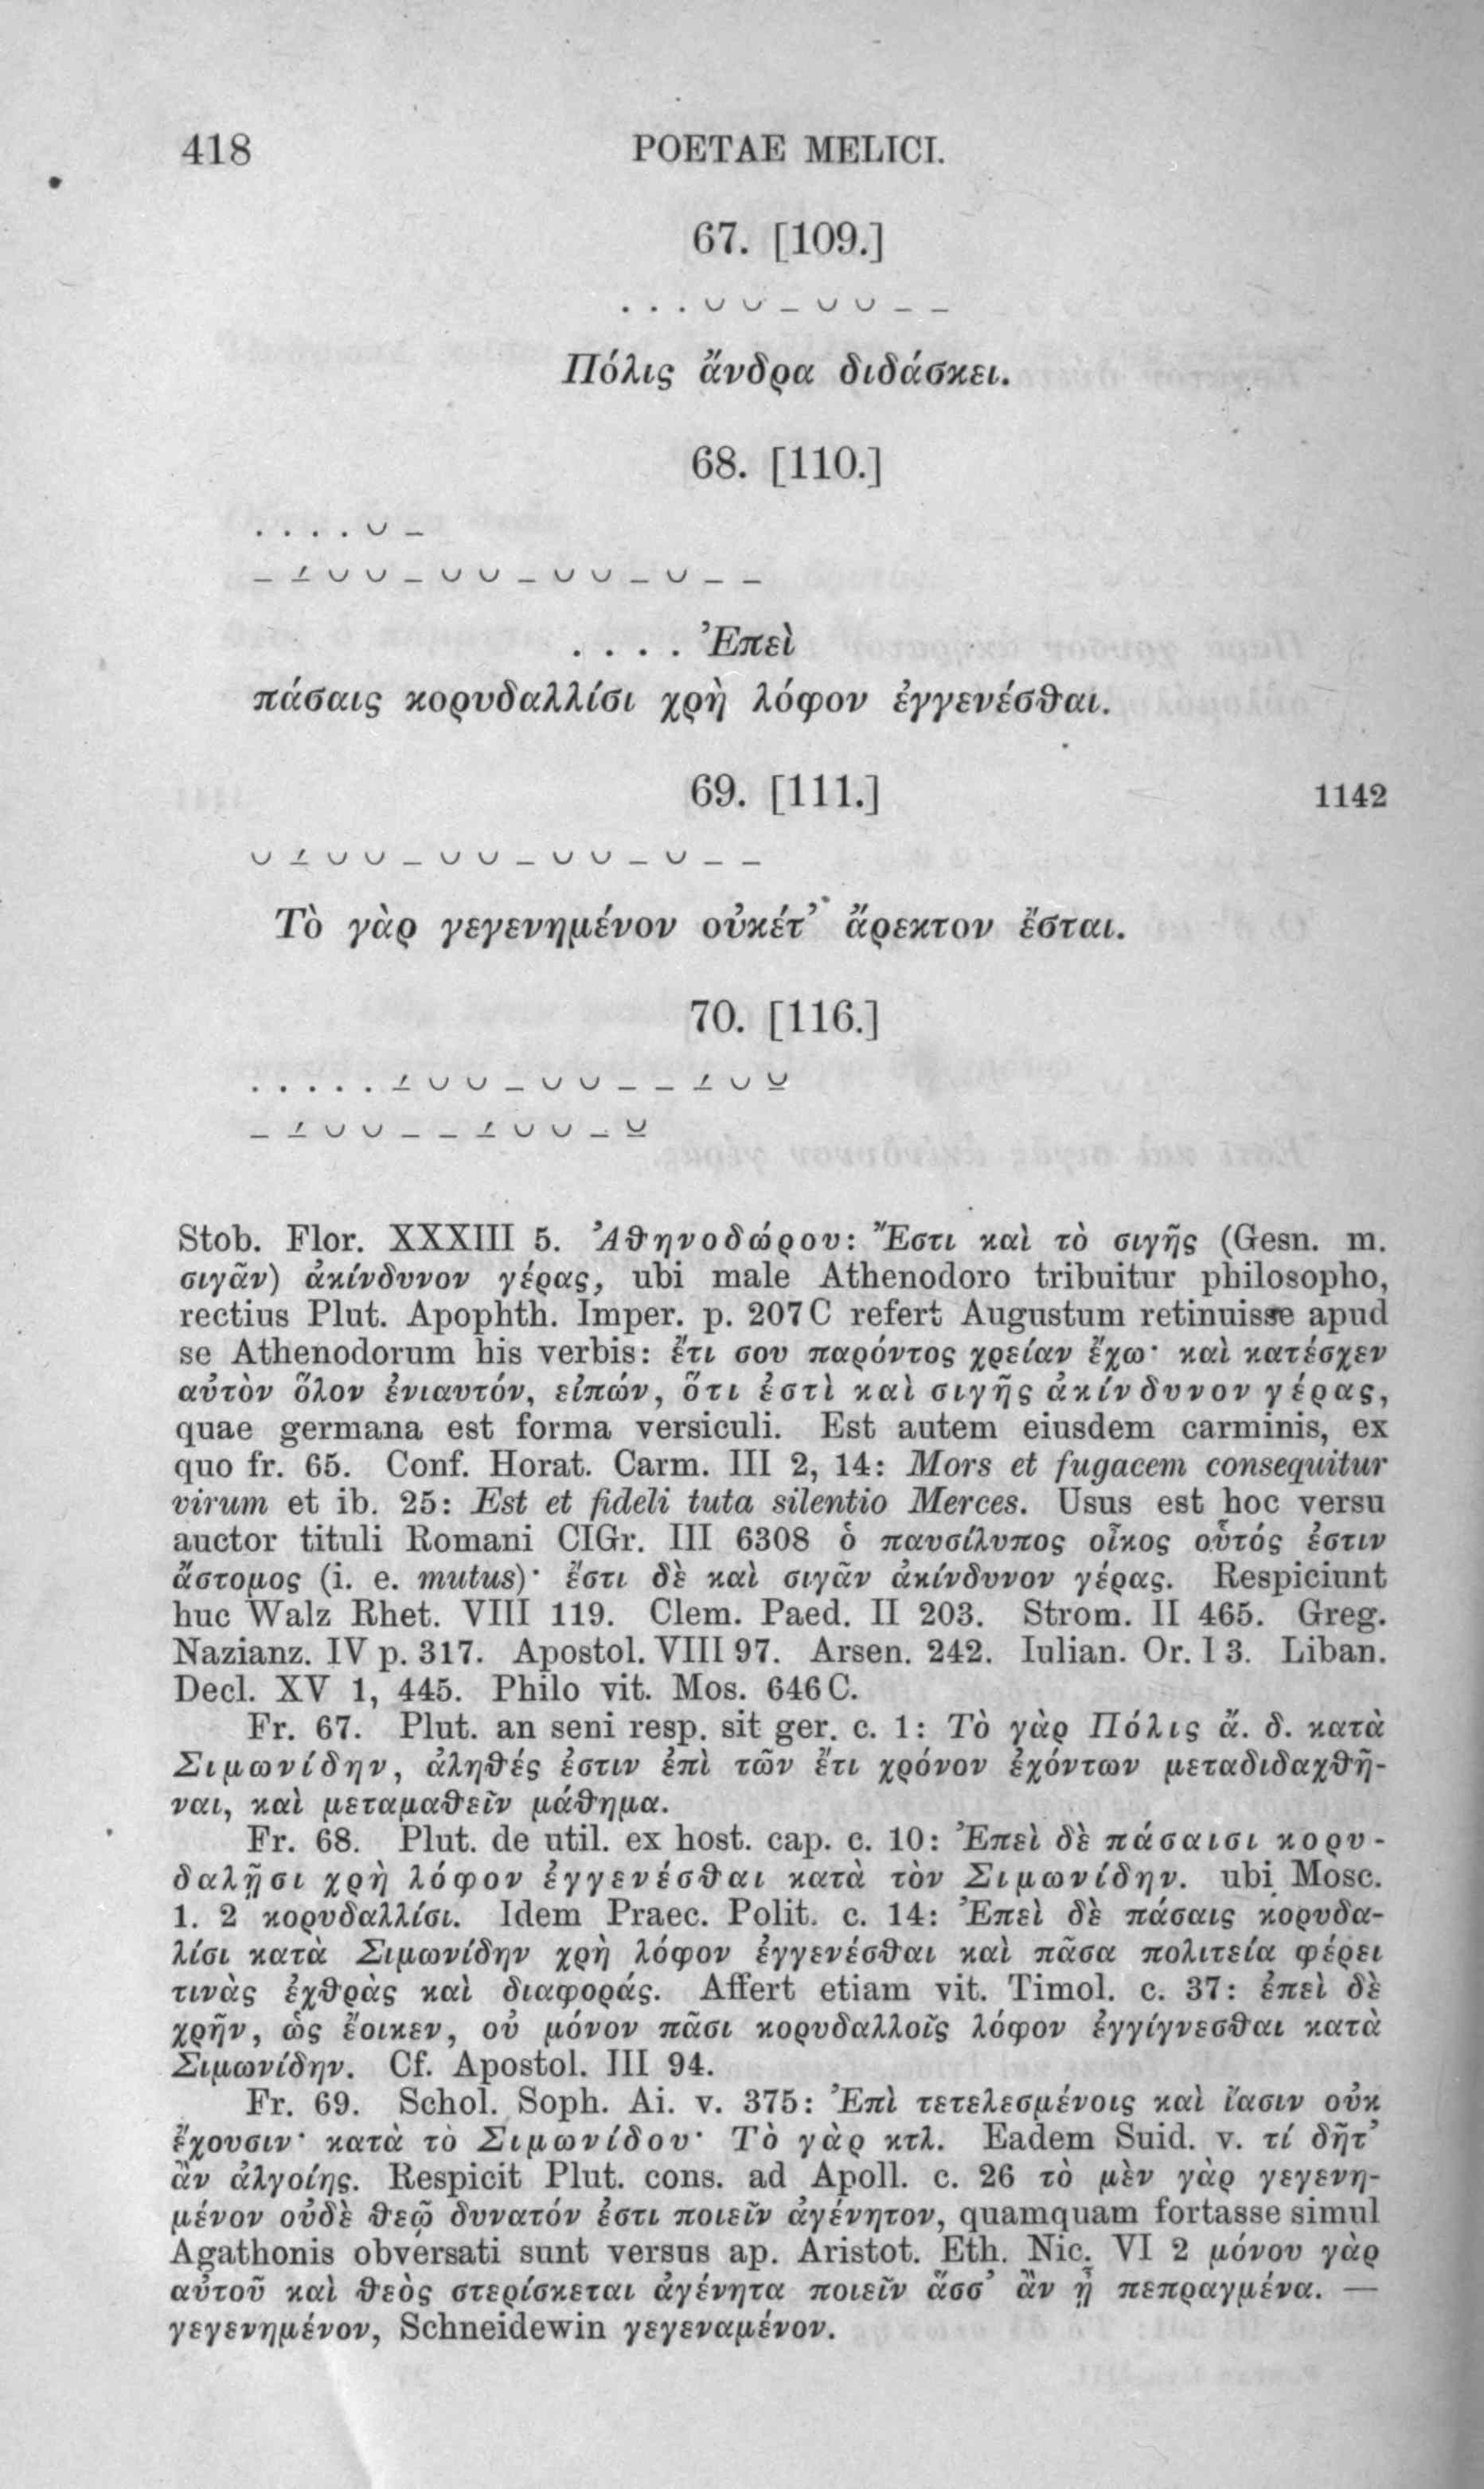 418 POETAE MELICI.
67. [109.]
. . . ∪ ∪ – ∪ ∪ – –
Πόλις ἄνδρα διδάσκει.
68. [110.]
. . . . ∪ –
– –́ ∪ ∪ – ∪ ∪ – ∪ ∪ – ∪ – –
. . . . Ἐπεὶ
πάσαις κορυδαλλίσι χρὴ λόφον ἐγγενέσθαι.
69. [111.] 1142
∪ –́ ∪ ∪ – ∪ ∪ – ∪ ∪ – ∪ – –
Τὸ γὰρ γεγενημένον οὐκέτ’ ἄρεκτον ἔσται.
70. [116.]
. . . . . –́ ∪ ∪ – ∪ ∪ – – –́ ∪ ⏓
– –́ ∪ ∪ – – –́ ∪ ∪ – ⏓
Stob. Flor. XXXIII 5. Ἀθηνοδώρου: Ἔστι καὶ τὸ σιγῆς (Gesn. m.
σιγᾶν) ἀκίνδυνον γέρας, ubi male Athenodoro tribuitur philosopho,
rectius Plut. Apophth. Imper. p. 207 C refert Augustum retinuisse apud
se Athenodorum his verbis: ἔτι σου παρόντος χρείαν ἔχω· καὶ κατέσχεν
αὐτὸν ὅλον ἐνιαυτόν, εἰπών, ὅτι ἐστὶ καὶ σιγῆς ἀκίνδυνον γέρας,
quae germana est forma versiculi. Est autem eiusdem carminis, ex
quo fr. 65. Conf. Horat. Carm. III 2, 14: Mors et fugacem consequitur
virum et ib. 25: Est et fideli tuta silentio Merces. Usus est hoc versu
auctor tituli Romani CIGr. III 6308 ὁ παυσίλυπος οἶκος οὗτός ἐστιν
ἄστομος (i. e. mutus)· ἔστι δὲ καὶ σιγᾶν ἀκίνδυνον γέρας. Respiciunt
huc Walz Rhet. VIII 119. Clem. Paed. II 203. Strom. II 465. Greg.
Nazianz. IV p. 317. Apostol. VIII 97. Arsen. 242. Iulian. Or. I 3. Liban.
Decl. XV 1, 445. Philo vit. Mos. 646 C.
Fr. 67. Plut. an seni resp. sit ger. c. 1: Τὸ γὰρ Πόλις ἄ. δ. κατὰ
Σιμωνίδην, ἀληθές ἐστιν ἐπὶ τῶν ἔτι χρόνον ἐχόντων μεταδιδαχθῆ-
ναι, καὶ μεταμαθεῖν μάθημα.
Fr. 68. Plut. de util. ex host. cap. c. 10: Ἐπεὶ δὲ πάσαισι κορυ-
δαλῇσι χρὴ λόφον ἐγγενέσθαι κατὰ τὸν Σιμωνίδην. ubi Mosc.
1. 2 κορυδαλλίσι. Idem Praec. Polit. c. 14: Ἐπεὶ δὲ πάσαις κορυδα-
λίσι κατὰ Σιμωνίδην χρὴ λόφον ἐγγενέσθαι καὶ πᾶσα πολιτεία φέρει
τινὰς ἐχθρὰς καὶ διαφοράς. Affert etiam vit. Timol. c. 37: ἐπεὶ δὲ
χρῆν, ὡς ἔοικεν, οὐ μόνον πᾶσι κορυδαλλοῖς λόφον ἐγγίγνεσθαι κατὰ
Σιμωνίδην. Cf. Apostol. III 94.
Fr. 69. Schol. Soph. Ai. v. 375: Ἐπὶ τετελεσμένοις καὶ ἴασιν οὐκ
ἔχουσιν· κατὰ τὸ Σιμωνίδου· Τὸ γὰρ κτλ. Eadem Suid. v. τί δῆτ’
ἂν ἀλγοίης. Respicit Plut. cons. ad Apoll. c. 26 τὸ μὲν γὰρ γεγενη-
μένον οὐδὲ θεῷ δυνατόν ἐστι ποιεῖν ἀγένητον, quamquam fortasse simul
Agathonis obversati sunt versus ap. Aristot. Eth. Nic. VI 2 μόνου γὰρ
αὐτοῦ καὶ θεὸς στερίσκεται ἀγένητα ποιεῖν ἅσσ’ ἂν ᾖ πεπραγμένα. —
γεγενημένον, Schneidewin γεγεναμένον.